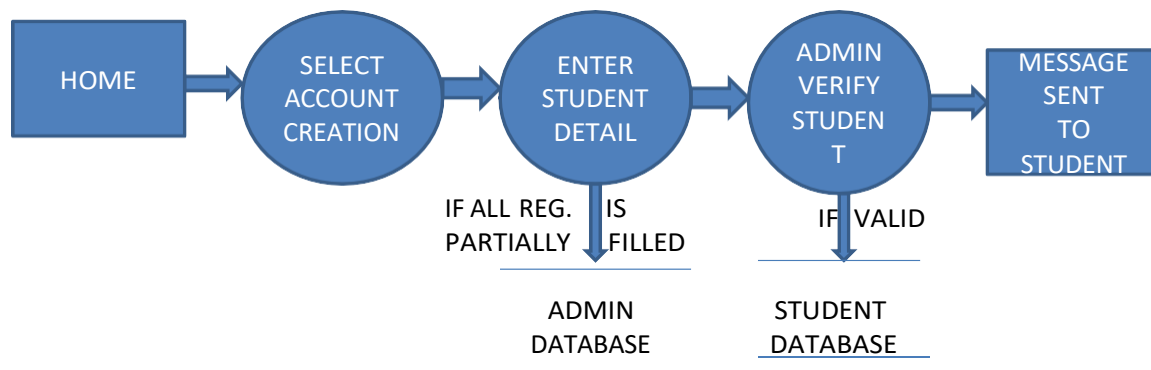 HOME
SELECT
ACCOUNT
CREATION
ENTER
STUDENT
DETAIL
ADMIN
VERIFY
STUDEN
T
MESSAGE
SENT
TO
STUDENT
IF ALL REG. IS
PARTIALLY FILLED
IF VALID
ADMIN
DATABASE
STUDENT
DATABASE